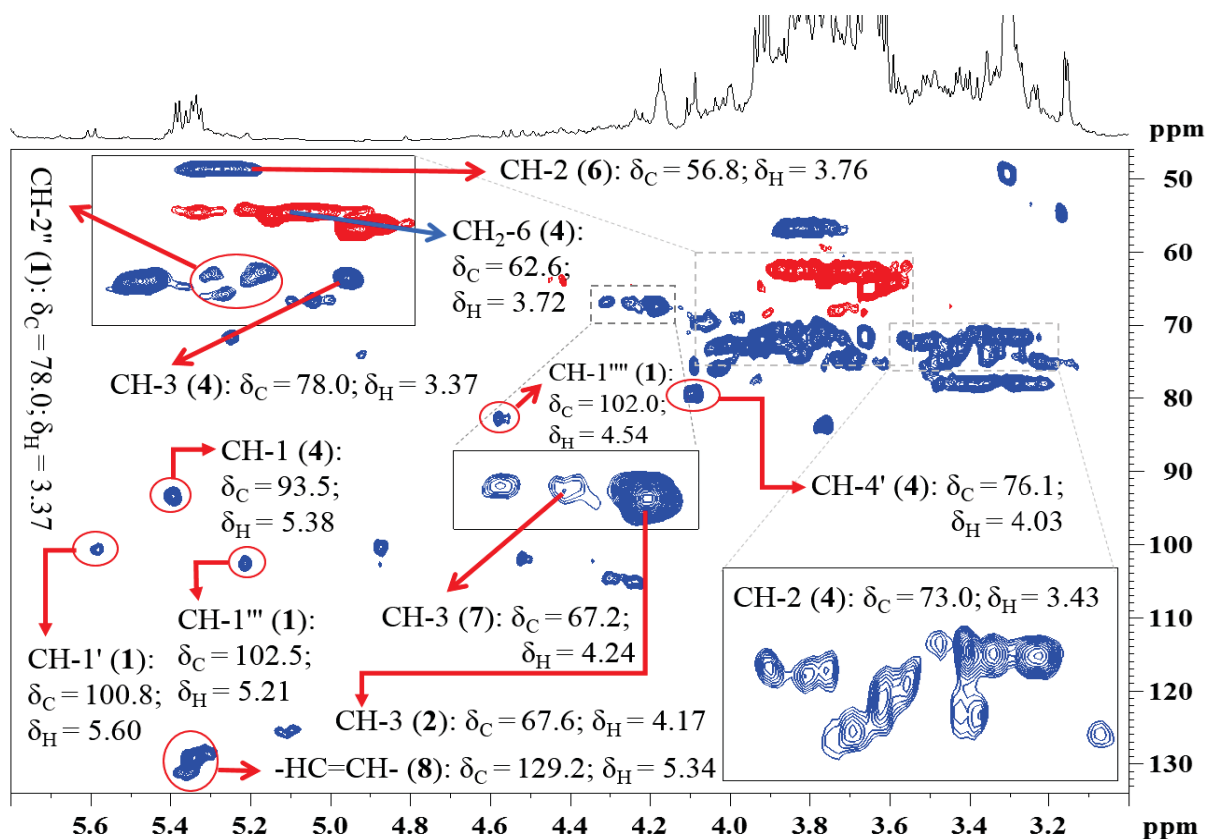 ppm
50
60
70
80
90
100
110
120
130
CH-2 (6): δC = 56.8; δH = 3.76
CH-2" (1): δC = 78.0; δH = 3.37
CH2-6 (4):
δC = 62.6;
δH = 3.72
CH-3 (4): δC = 78.0; δH = 3.37
CH-1"" (1):
δC = 102.0;
δH = 4.54
CH-1 (4):
δC = 93.5;
δH = 5.38
CH-4' (4): δC = 76.1;
δH = 4.03
CH-1' (1):
δC = 100.8;
δH = 5.60
CH-1''' (1):
δC = 102.5;
δH = 5.21
CH-3 (7): δC = 67.2;
δH = 4.24
CH-2 (4): δC = 73.0; δH = 3.43
CH-3 (2): δC = 67.6; δH = 4.17
-HC=CH- (8): δC = 129.2; δH = 5.34
5.6 5.4 5.2 5.0 4.8 4.6 4.4 4.2 4.0 3.8 3.6 3.4 3.2 ppm